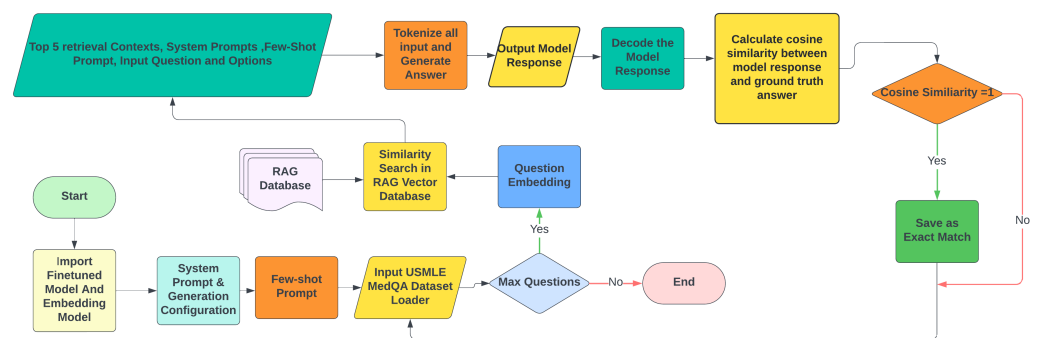 Top 5 retrieval Contexts, System Prompts ,Few-Shot
Prompt, Input Question and Options
Tokenize all
input and
Generate
Answer
Output Model
Response
Decode the
Model
Response
Calculate cosine
similarity between
model response
and ground truth
answer
Cosine Similiarity =1
Yes
No
Save as
Exact Match
RAG
Database
Similarity
Search in
RAG Vector
Database
Question
Embedding
Yes
Start
Import
Finetuned
Model And
Embedding
Model
System
Prompt &
Generation
Configuration
Few-shot
Prompt
Input USMLE
MedQA Dataset
Loader
Max Questions
No
End